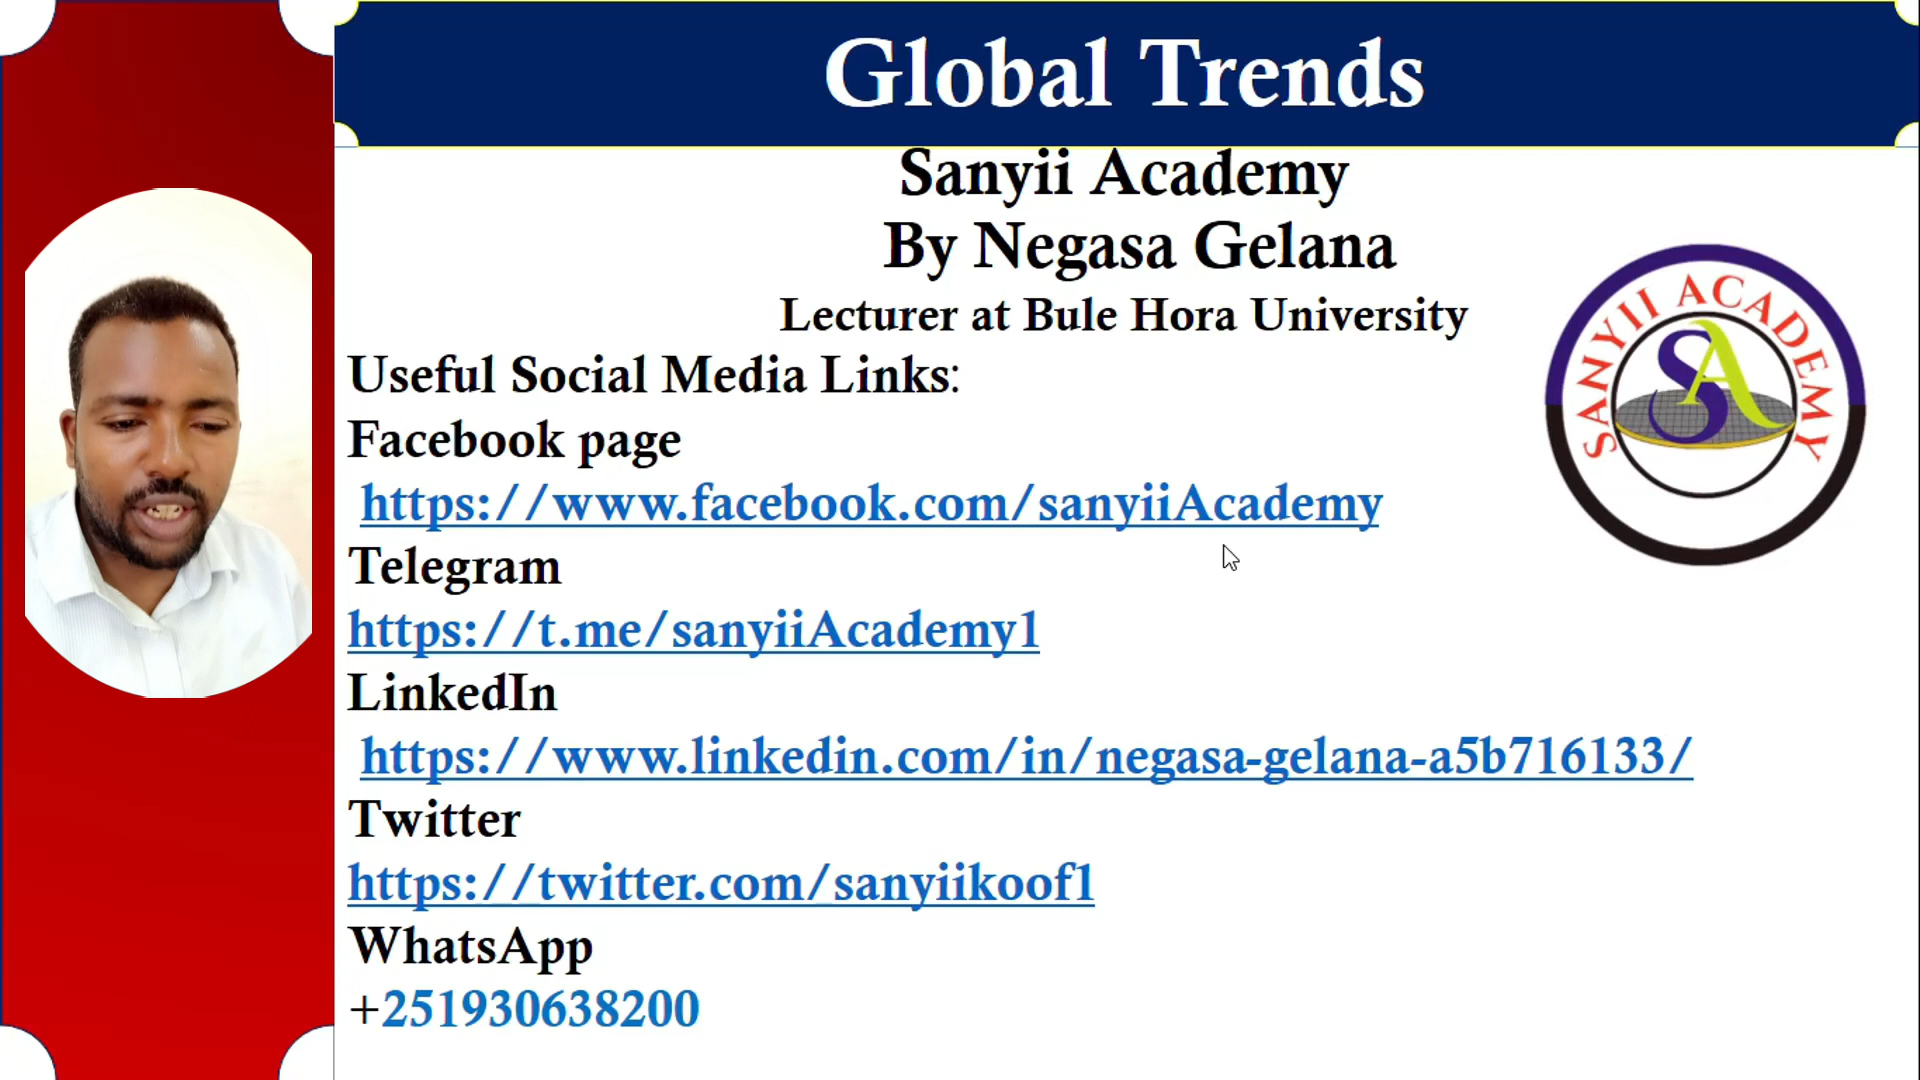 Global Trends
Sanyii Academy
By Negasa Gelana
Lecturer at Bule Hora University
SANYII ACADEMY
SA
Useful Social Media Links:
Facebook page
https://www.facebook.com/sanyiiAcademy
Telegram
https://t.me/sanyiiAcademy1
LinkedIn
https://www.linkedin.com/in/negasa-gelana-a5b716133/
Twitter
https://twitter.com/sanyiikoof1
WhatsApp
+251930638200